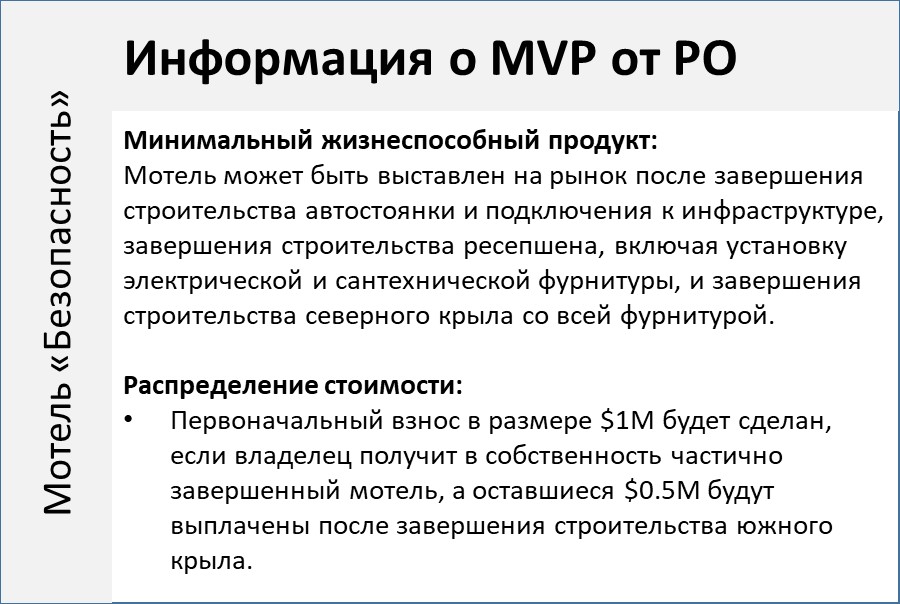 Мотель «Безопасность»
Информация о MVP от PO
Минимальный жизнеспособный продукт:
Мотель может быть выставлен на рынок после завершения
строительства автостоянки и подключения к инфраструктуре,
завершения строительства ресепшена, включая установку
электрической и сантехнической фурнитуры, и завершения
строительства северного крыла со всей фурнитурой.
Распределение стоимости:
• Первоначальный взнос в размере $1M будет сделан,
если владелец получит в собственность частично
завершенный мотель, а оставшиеся $0.5M будут
выплачены после завершения строительства южного
крыла.